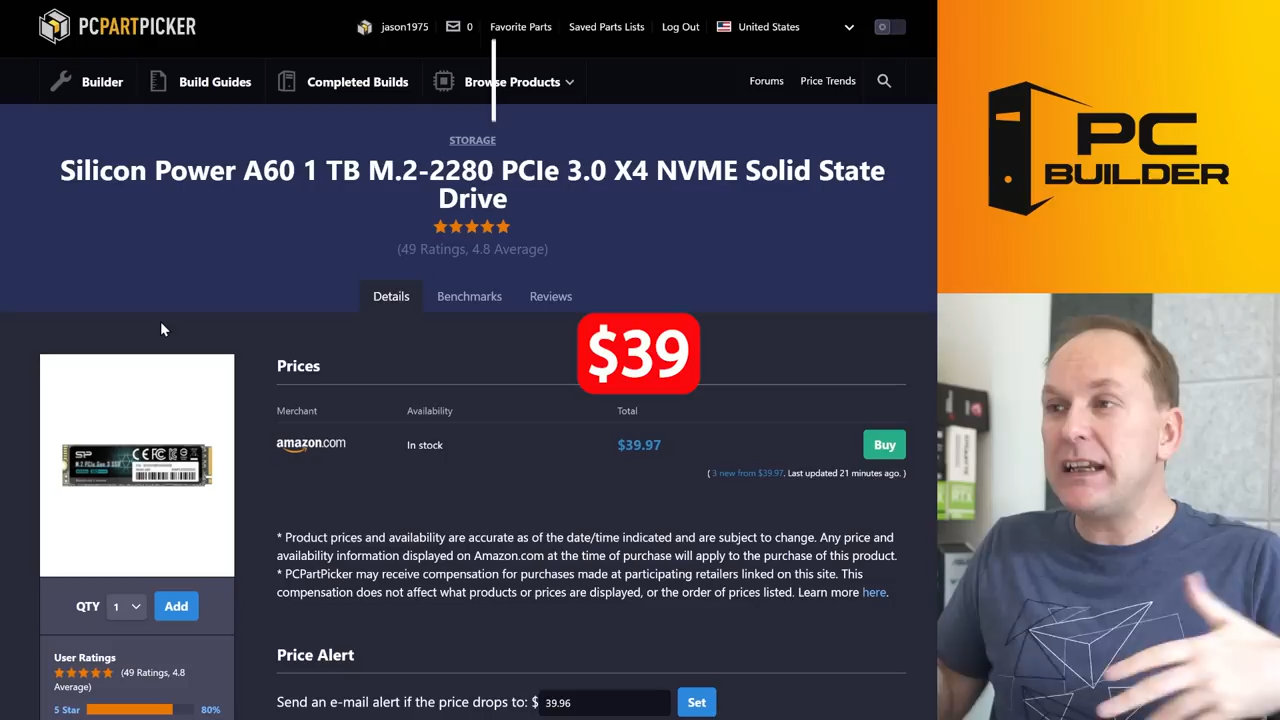 PCPARTPICKER
jason1975
0
Favorite Parts
Saved Parts Lists
Log Out
United States
Builder
Build Guides
Completed Builds
Browse Products
Forums
Price Trends
STORAGE
Silicon Power A60 1 TB M.2-2280 PCIe 3.0 X4 NVME Solid State
Drive
(49 Ratings, 4.8 Average)
Details
Benchmarks
Reviews
$39
Prices
Merchant
Availability
Total
amazon.com
In stock
$39.97
Buy
( 3 new from $39.97. Last updated 21 minutes ago. )
* Product prices and availability are accurate as of the date/time indicated and are subject to change. Any price and
availability information displayed on Amazon.com at the time of purchase will apply to the purchase of this product.
* PCPartPicker may receive compensation for purchases made at participating retailers linked on this site. This
compensation does not affect what products or prices are displayed, or the order of prices listed. Learn more here.
SP
M.2 PCIe
QTY
1
Add
User Ratings
(49 Ratings, 4.8
Average)
5 Star
80%
Price Alert
Send an e-mail alert if the price drops to: $
39.96
Set
PC
BUILDER
RTX